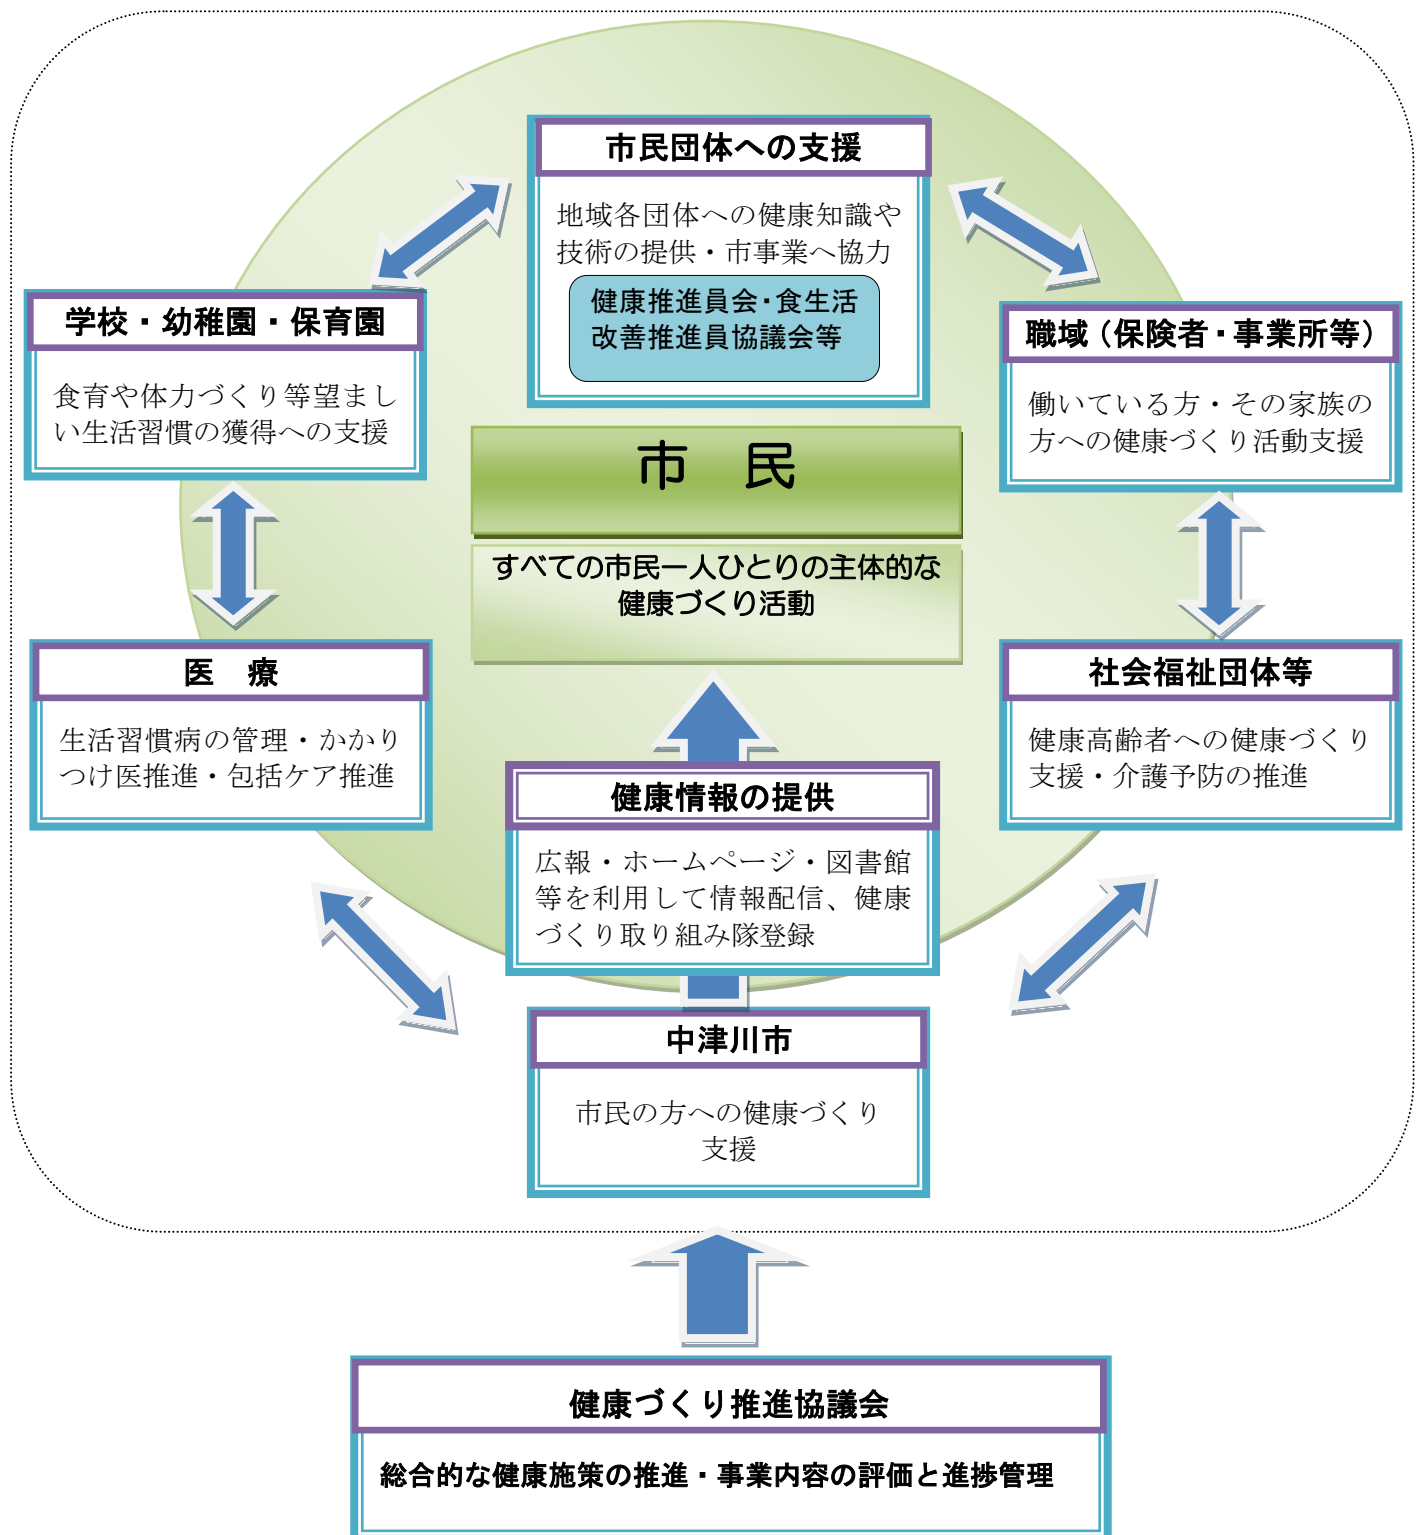 市民団体への支援
地域各団体への健康知識や
技術の提供・市事業へ協力
健康推進員会・食生活
改善推進員協議会等
学校・幼稚園・保育園
食育や体力づくり等望まし
い生活習慣の獲得への支援
職域（保険者・事業所等）
働いている方・その家族の
方への健康づくり活動支援
市　民
すべての市民一人ひとりの主体的な
健康づくり活動
医　療
生活習慣病の管理・かかり
つけ医推進・包括ケア推進
社会福祉団体等
健康高齢者への健康づくり
支援・介護予防の推進
健康情報の提供
広報・ホームページ・図書館
等を利用して情報配信、健康
づくり取り組み隊登録
中津川市
市民の方への健康づくり
支援
健康づくり推進協議会
総合的な健康施策の推進・事業内容の評価と進捗管理